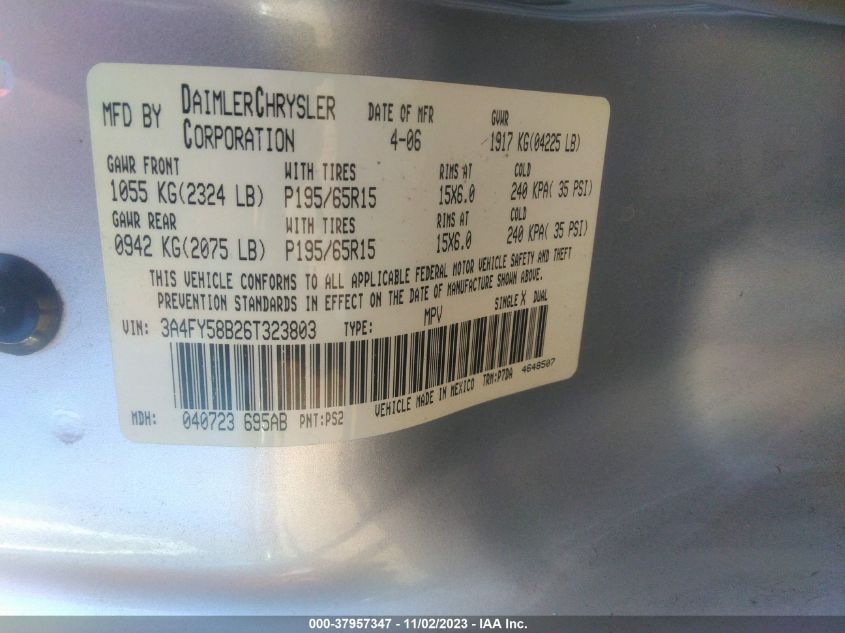 MFD BY DAIMLERCHRYSLER CORPORATION DATE OF MFR 4-06 GVWR 1917 KG(04225 LB)
GAWR FRONT WITH TIRES RIMS AT COLD
1055 KG(2324 LB) P195/65R15 15X6.0 240 KPA( 35 PSI)
GAWR REAR WITH TIRES RIMS AT COLD
0942 KG(2075 LB) P195/65R15 15X6.0 240 KPA( 35 PSI)
THIS VEHICLE CONFORMS TO ALL APPLICABLE FEDERAL MOTOR VEHICLE SAFETY AND THEFT
PREVENTION STANDARDS IN EFFECT ON THE DATE OF MANUFACTURE SHOWN ABOVE.
VIN: 3A4FY58B26T323803 TYPE: MPV SINGLE X DUAL
MDH: 040723 695AB PNT:PS2 VEHICLE MADE IN MEXICO TRM:P7DA 4648507
000-37957347 - 11/02/2023 - IAA Inc.